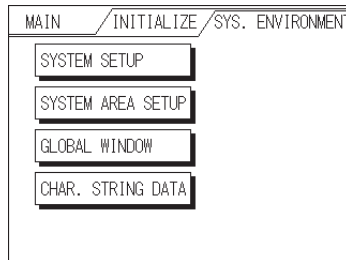 MAIN / INITIALIZE / SYS. ENVIRONMENT
SYSTEM SETUP
SYSTEM AREA SETUP
GLOBAL WINDOW
CHAR. STRING DATA